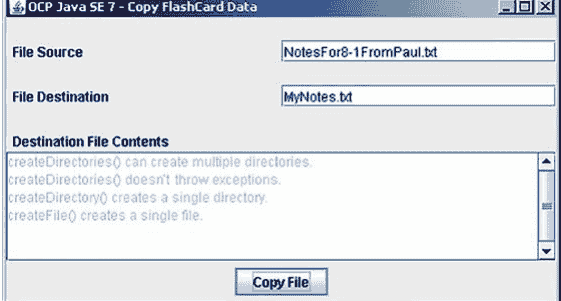 OCP Java SE 7 - Copy FlashCard Data
File Source
NotesFor8-1FromPaul.txt
File Destination
MyNotes.txt
Destination File Contents
createDirectories() can create multiple directories.
createDirectories() doesn't throw exceptions.
createDirectory() creates a single directory.
createFile() creates a single file.
Copy File